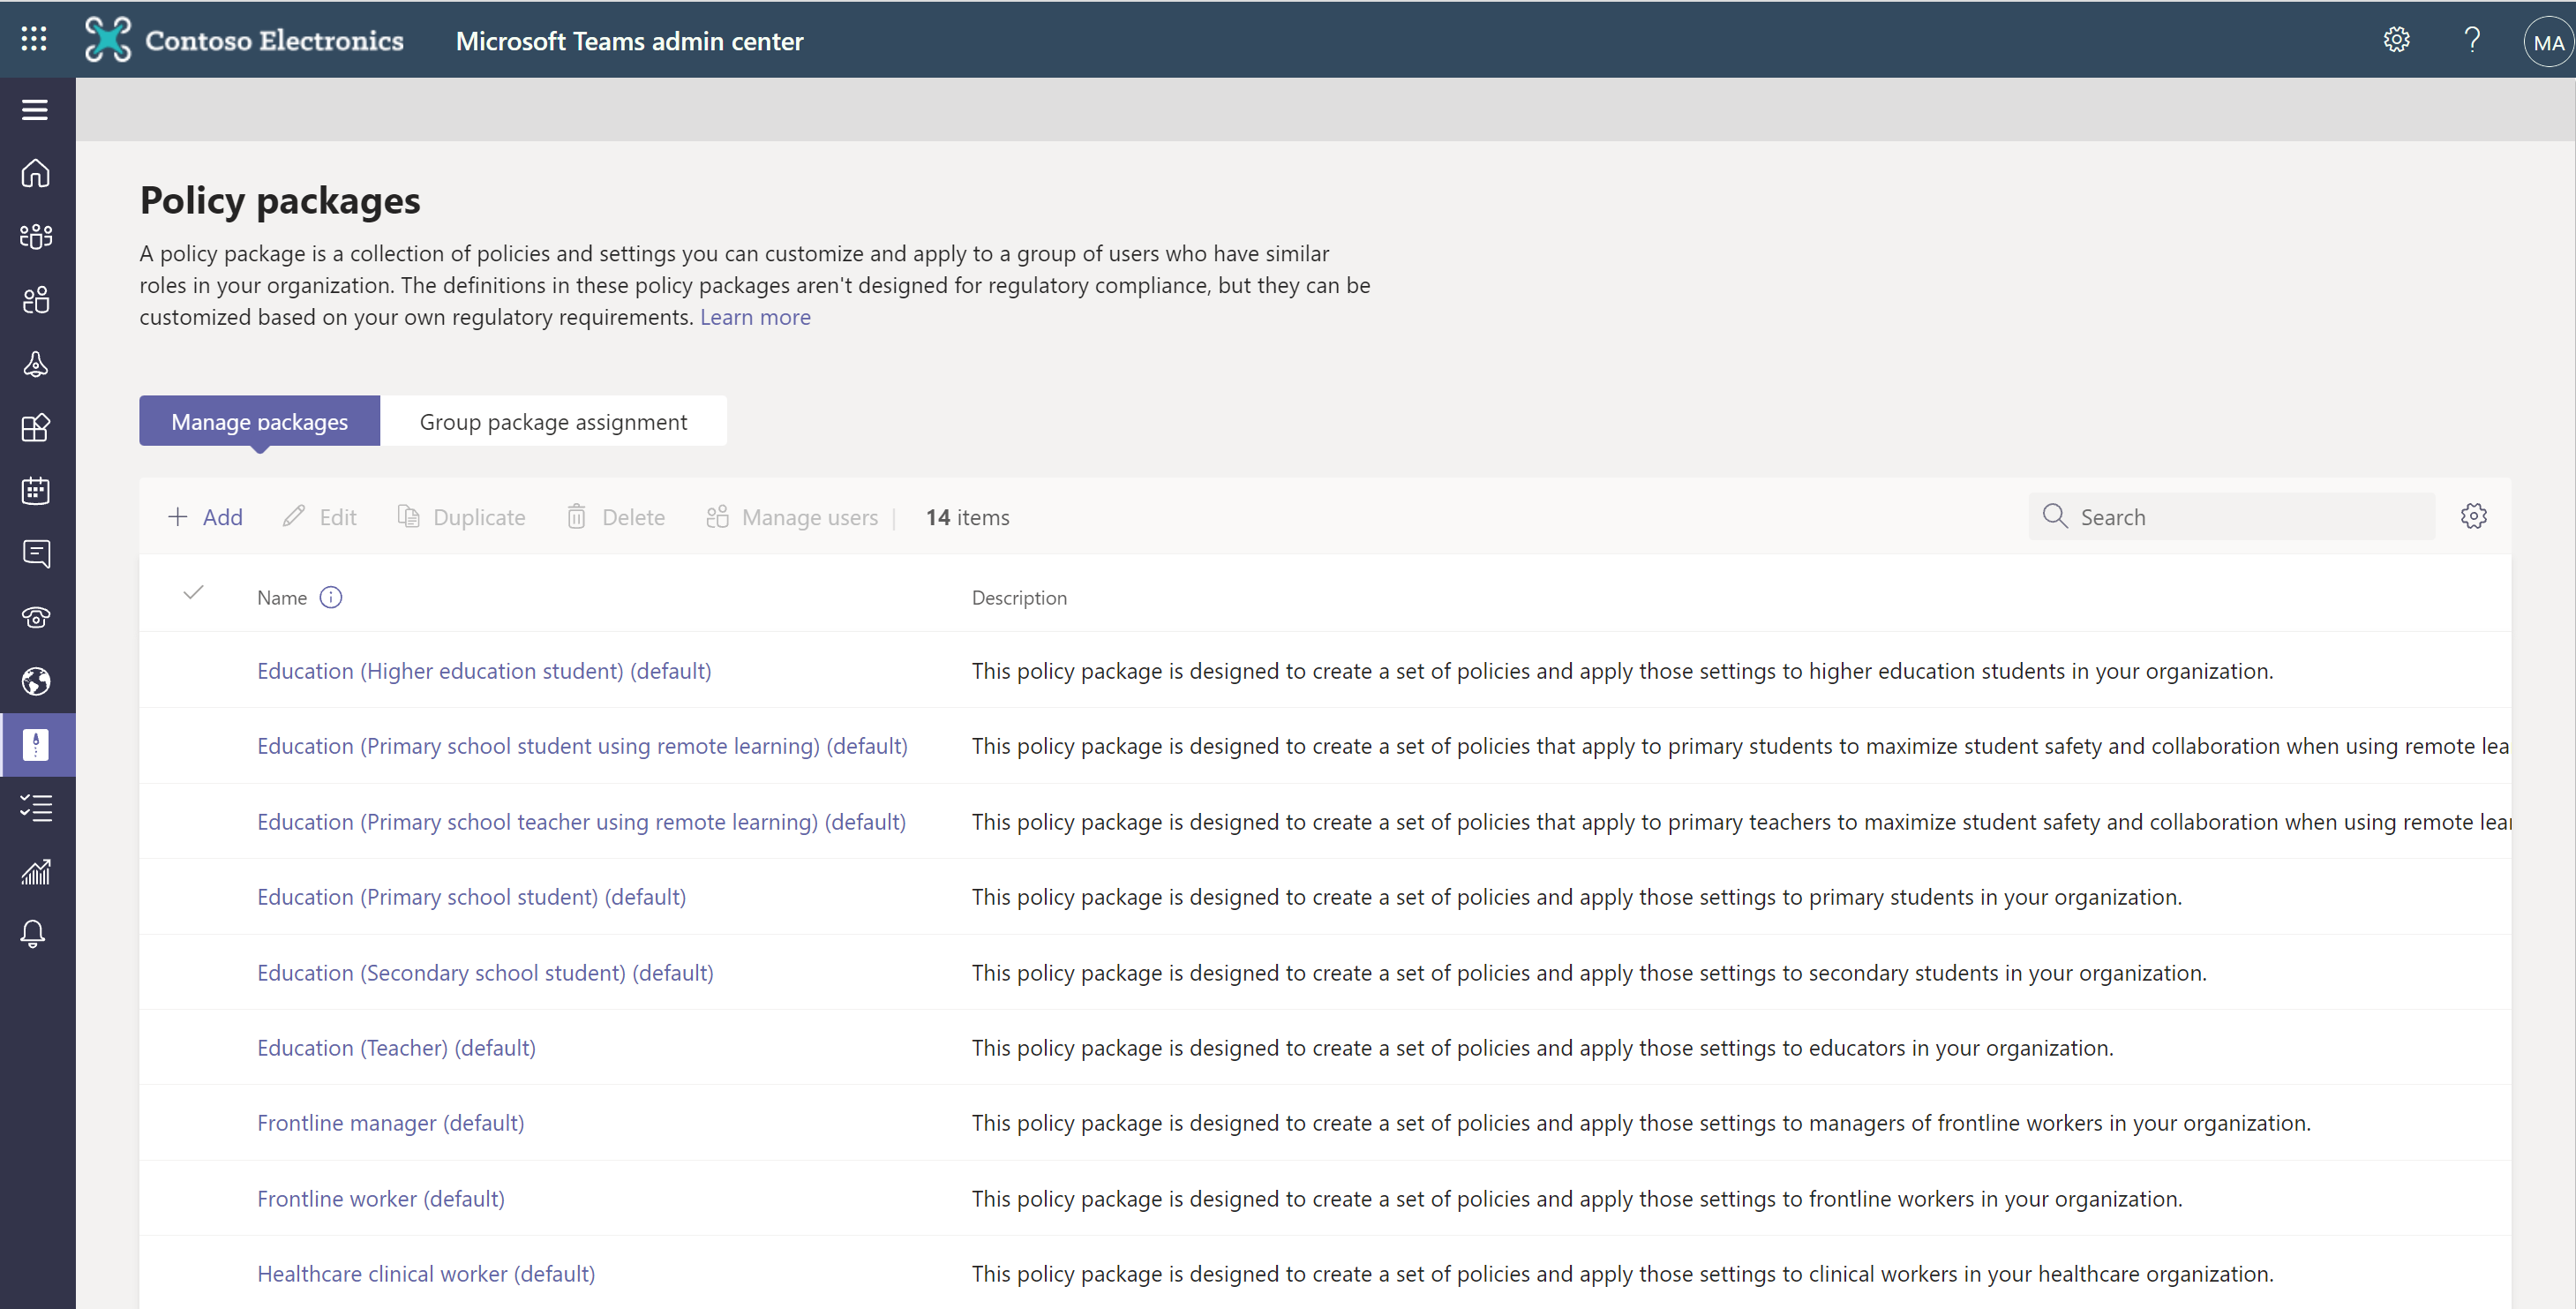 Contoso Electronics
Microsoft Teams admin center
?
MA
Policy packages
A policy package is a collection of policies and settings you can customize and apply to a group of users who have similar
roles in your organization. The definitions in these policy packages aren't designed for regulatory compliance, but they can be
customized based on your own regulatory requirements. Learn more
Manage packages
Group package assignment
+ Add
Edit
Duplicate
Delete
Manage users
14 items
Search
Name
Description
Education (Higher education student) (default)
This policy package is designed to create a set of policies and apply those settings to higher education students in your organization.
Education (Primary school student using remote learning) (default)
This policy package is designed to create a set of policies that apply to primary students to maximize student safety and collaboration when using remote lea
Education (Primary school teacher using remote learning) (default)
This policy package is designed to create a set of policies that apply to primary teachers to maximize student safety and collaboration when using remote lear
Education (Primary school student) (default)
This policy package is designed to create a set of policies and apply those settings to primary students in your organization.
Education (Secondary school student) (default)
This policy package is designed to create a set of policies and apply those settings to secondary students in your organization.
Education (Teacher) (default)
This policy package is designed to create a set of policies and apply those settings to educators in your organization.
Frontline manager (default)
This policy package is designed to create a set of policies and apply those settings to managers of frontline workers in your organization.
Frontline worker (default)
This policy package is designed to create a set of policies and apply those settings to frontline workers in your organization.
Healthcare clinical worker (default)
This policy package is designed to create a set of policies and apply those settings to clinical workers in your healthcare organization.